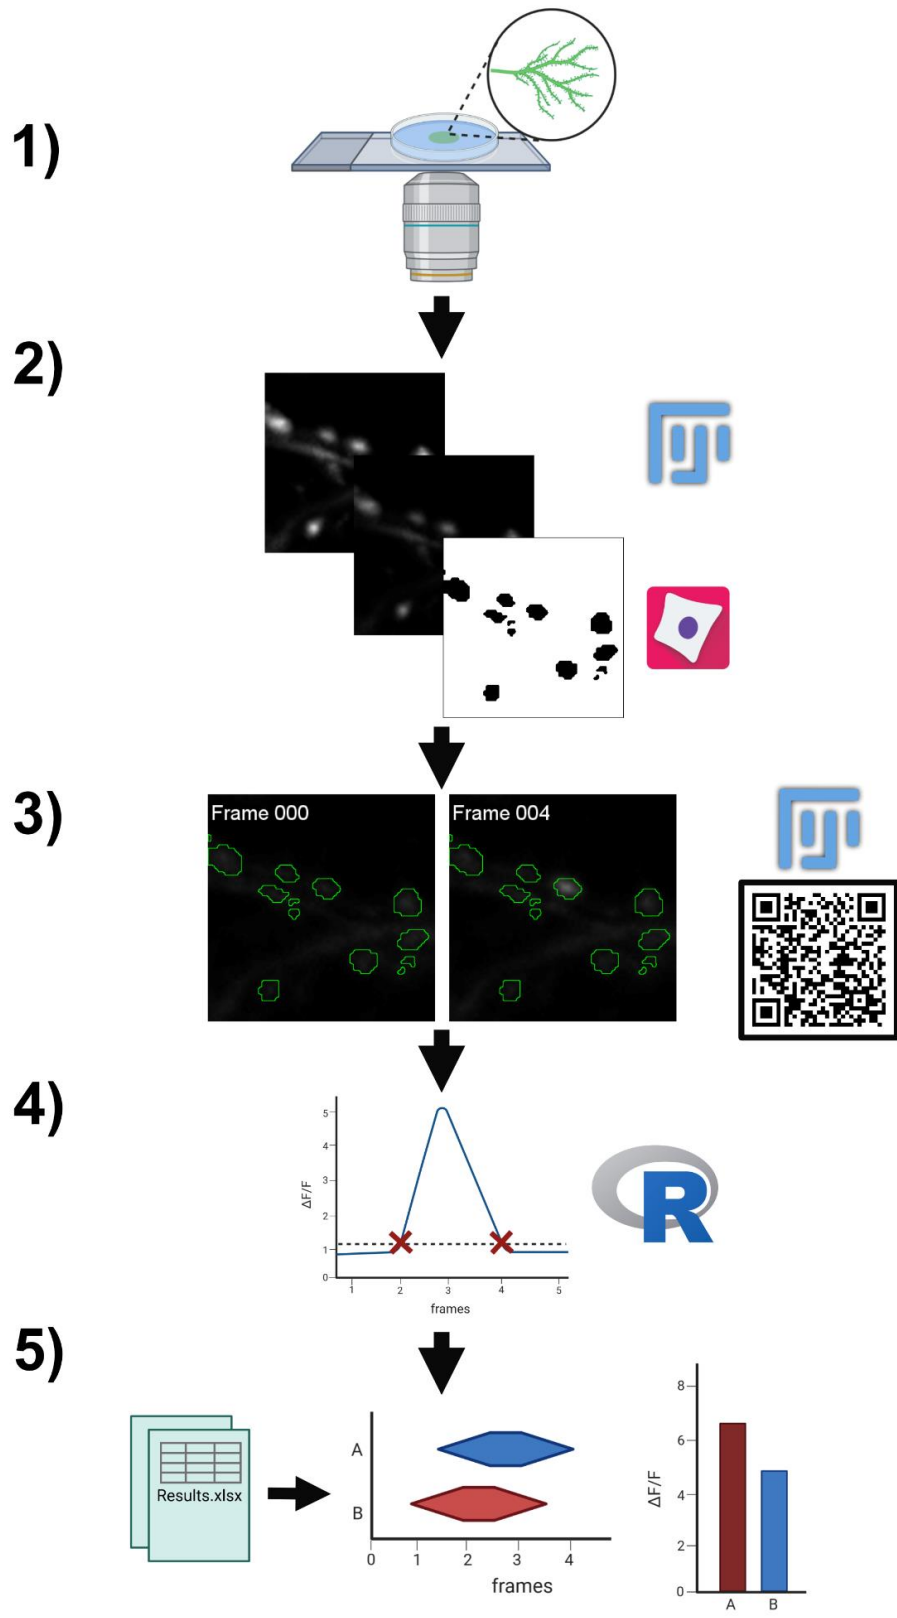 1)
2)
3)
Frame 000
Frame 004
4)
ΔF/F
5
4
3
2
1
0
1 2 3 4 5
frames
5)
Results.xlsx
A
B
0 1 2 3 4
frames
ΔF/F
8
6
4
2
0
A B
R